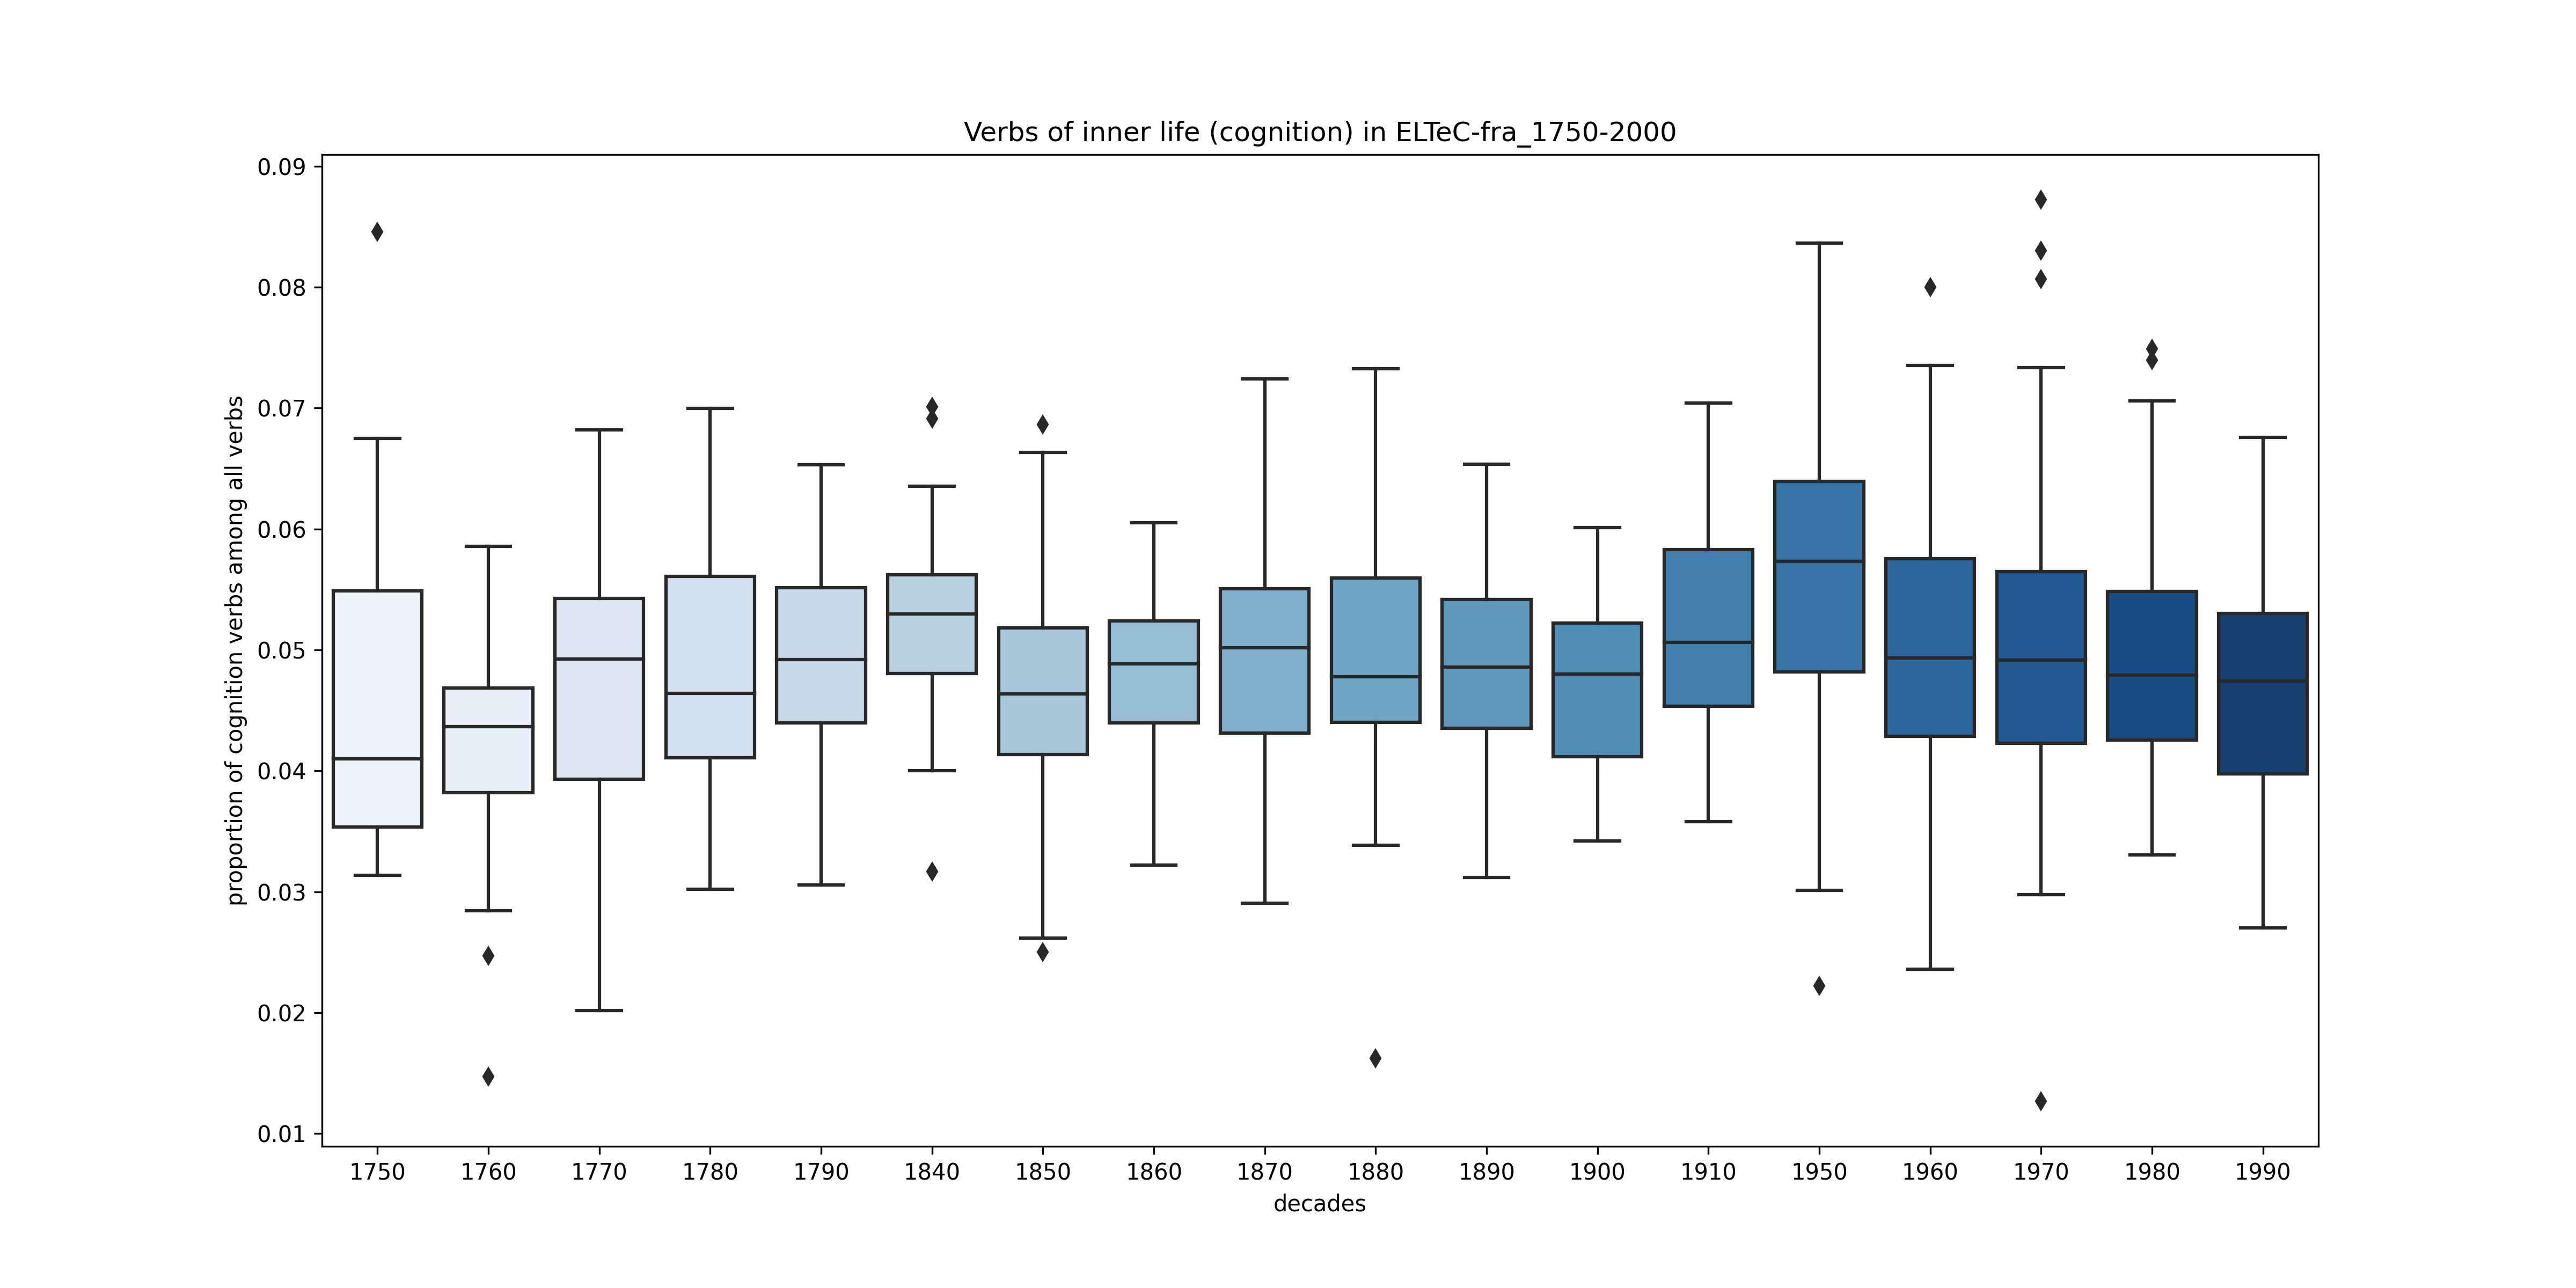 Verbs of inner life (cognition) in ELTeC-fra_1750-2000
proportion of cognition verbs among all verbs
0.09
0.08
0.07
0.06
0.05
0.04
0.03
0.02
0.01
1750 1760 1770 1780 1790 1840 1850 1860 1870 1880 1890 1900 1910 1950 1960 1970 1980 1990
decades